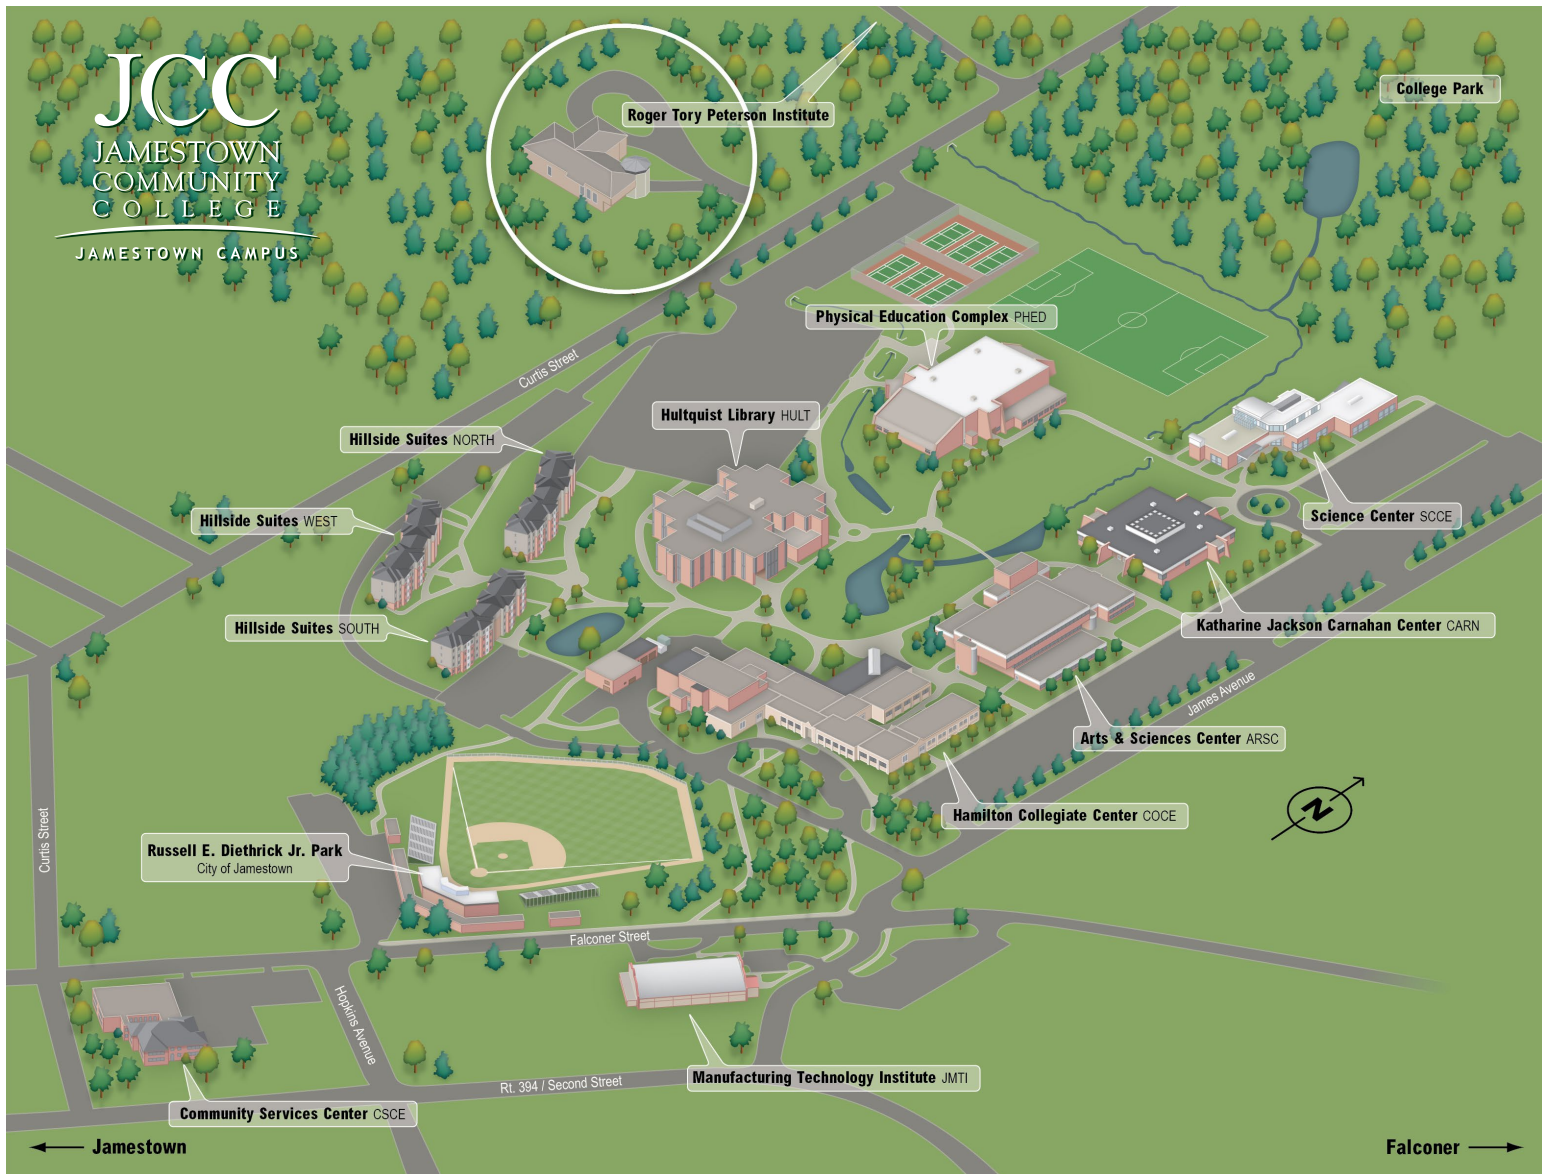 JCC
JAMESTOWN
COMMUNITY
COLLEGE
JAMESTOWN CAMPUS
Roger Tory Peterson Institute
College Park
Physical Education Complex PHED
Curtis Street
Hultquist Library HULT
Hillside Suites NORTH
Hillside Suites WEST
Science Center SCCE
Hillside Suites SOUTH
Katharine Jackson Carnahan Center CARN
James Avenue
Arts & Sciences Center ARSC
Hamilton Collegiate Center COCE
N
Curtis Street
Russell E. Diethrick Jr. Park
City of Jamestown
Falconer Street
Hopkins Avenue
Rt. 394 / Second Street
Manufacturing Technology Institute JMTI
Community Services Center CSCE
Jamestown
Falconer